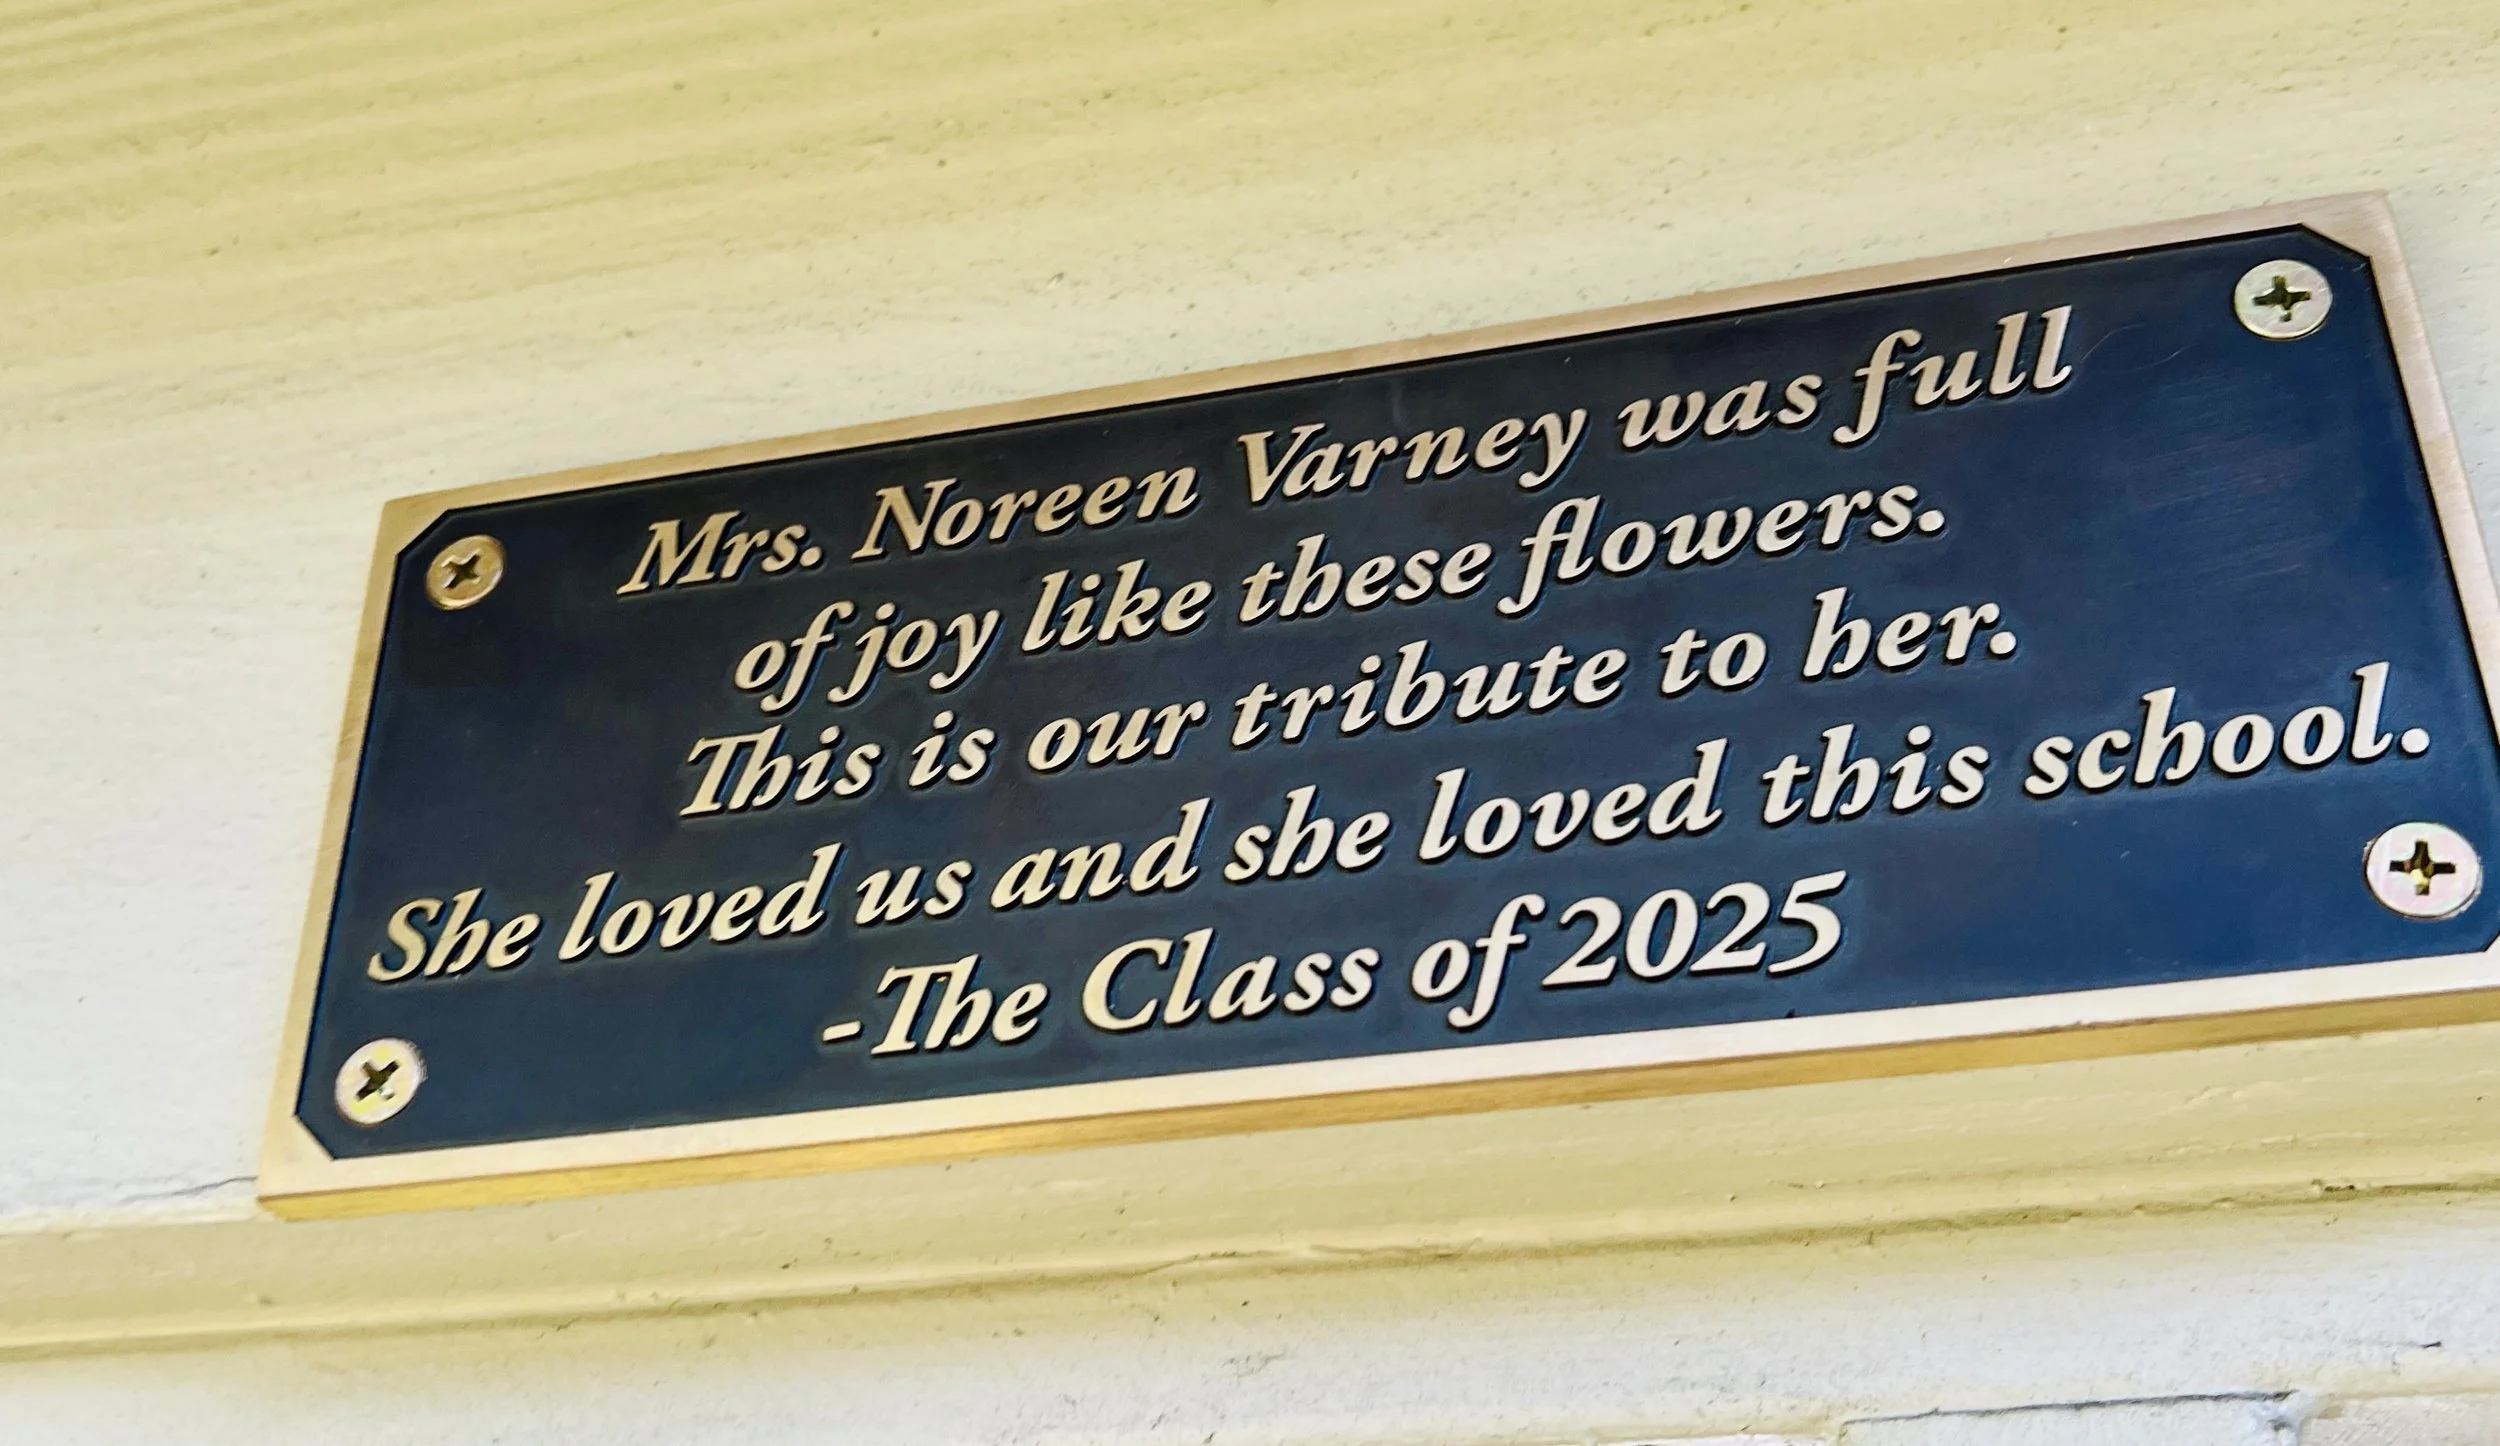 Mrs. Noreen Varney was full
of joy like these flowers.
This is our tribute to her.
She loved us and she loved this school.
-The Class of 2025